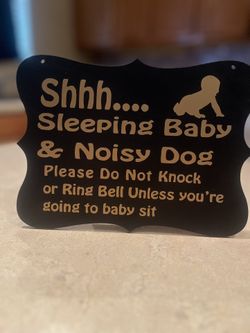 Shhh....
Sleeping Baby
& Noisy Dog
Please Do Not Knock
or Ring Bell Unless you're
going to baby sit